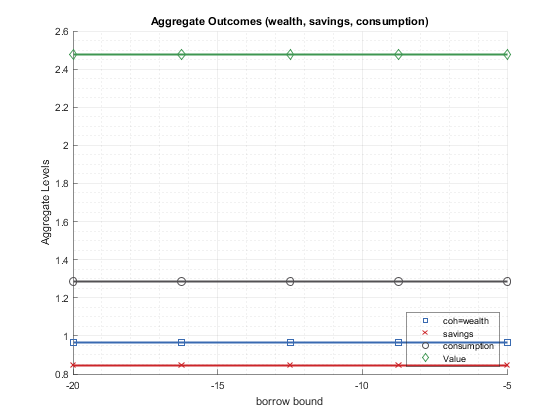 Aggregate Outcomes (wealth, savings, consumption)
2.6
2.4
2.2
2
1.8
1.6
1.4
1.2
1
0.8
Aggregate Levels
-20
-15
-10
-5
borrow bound
coh=wealth
savings
consumption
Value